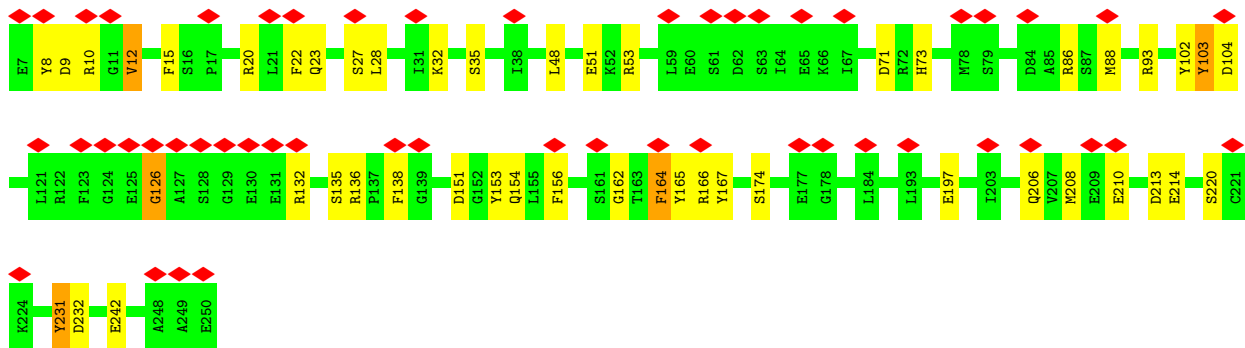 E7 Y8 D9 R10 G11 V12 F15 S16 P17 R20 L21 F22 Q23 S27 L28 I31 K32 S35 I38 L48 E51 K52 R53 L59 E60 S61 D62 S63 I64 E65 K66 I67 D71 R72 H73 M78 S79 D84 A85 R86 S87 M88 R93 Y102 Y103 D104
L121 R122 F123 G124 E125 G126 A127 S128 G129 E130 E131 R132 S135 R136 P137 F138 G139 D151 G152 Y153 Q154 L155 F156 S161 G162 T163 F164 Y165 R166 Y167 S174 E177 G178 L184 L193 E197 I203 Q206 V207 M208 E209 E210 D213 E214 S220 C221
K224 Y231 D232 E242 A248 A249 E250